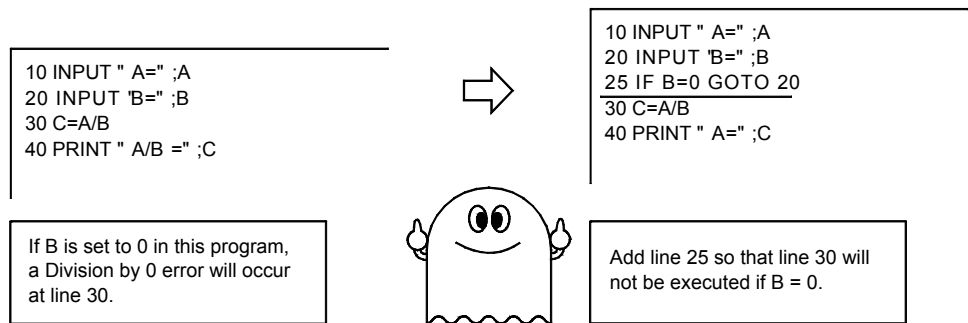 10 INPUT " A=" ;A
20 INPUT "B=" ;B
30 C=A/B
40 PRINT " A/B =" ;C
If B is set to 0 in this program,
a Division by 0 error will occur
at line 30.
10 INPUT " A=" ;A
20 INPUT "B=" ;B
25 IF B=0 GOTO 20
30 C=A/B
40 PRINT " A=" ;C
Add line 25 so that line 30 will
not be executed if B = 0.